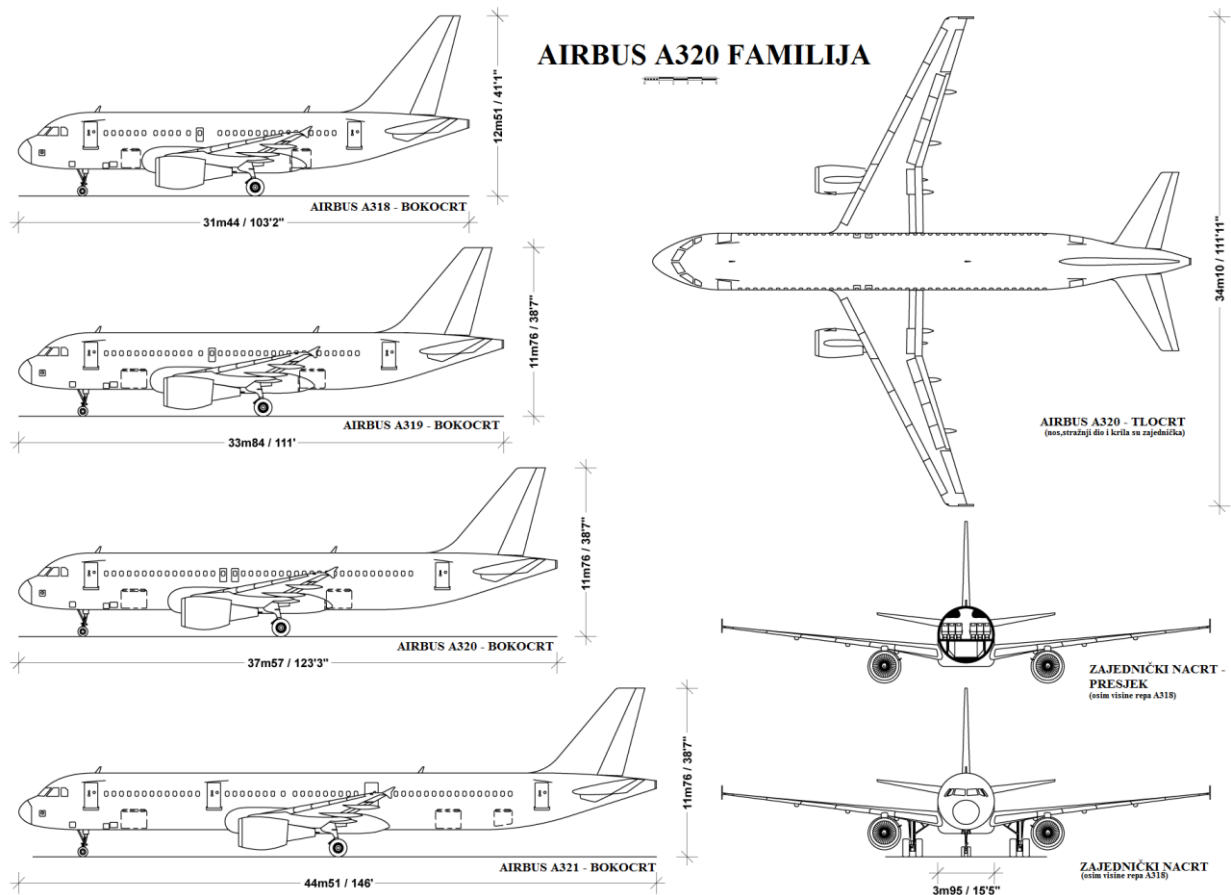 AIRBUS A320 FAMILIJA
12m51 / 41'1"
AIRBUS A318 - BOKOCRT
31m44 / 103'2"
11m76 / 38'7"
AIRBUS A319 - BOKOCRT
33m84 / 111'
11m76 / 38'7"
AIRBUS A320 - BOKOCRT
37m57 / 123'3"
11m76 / 38'7"
AIRBUS A321 - BOKOCRT
44m51 / 146'
34m10 / 111'11"
AIRBUS A320 - TLOCRT
(nos,stražnji dio i krila su zajednička)
ZAJEDNIČKI NACRT -
PRESJEK
(osim visine repa A318)
ZAJEDNIČKI NACRT
(osim visine repa A318)
3m95 / 15'5"